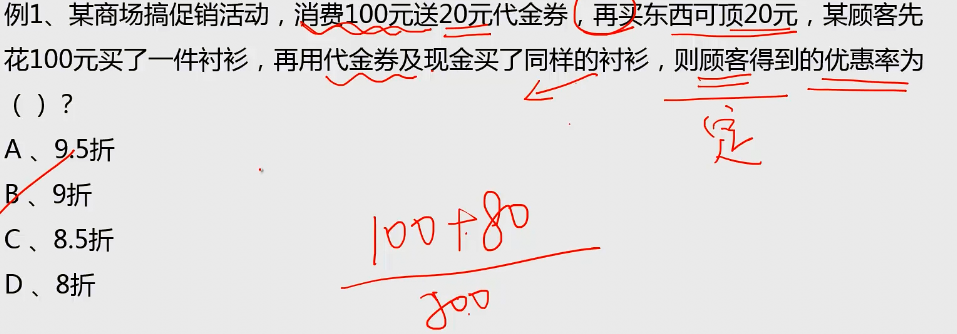 例1、某商场搞促销活动，消费100元送20元代金券，再买东西可顶20元，某顾客先
花100元买了一件衬衫，再用代金券及现金买了同样的衬衫，则顾客得到的优惠率为
（ ）？
定
A 、9.5折
B 、9折
C 、8.5折
D 、8折
100+80
200